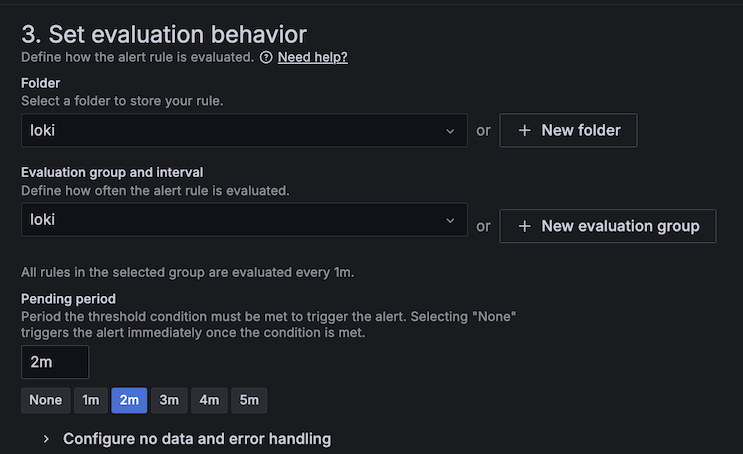 3. Set evaluation behavior
Define how the alert rule is evaluated. Need help?
Folder
Select a folder to store your rule.
loki or + New folder
Evaluation group and interval
Define how often the alert rule is evaluated.
loki or + New evaluation group
All rules in the selected group are evaluated every 1m.
Pending period
Period the threshold condition must be met to trigger the alert. Selecting "None"
triggers the alert immediately once the condition is met.
2m
None 1m 2m 3m 4m 5m
Configure no data and error handling